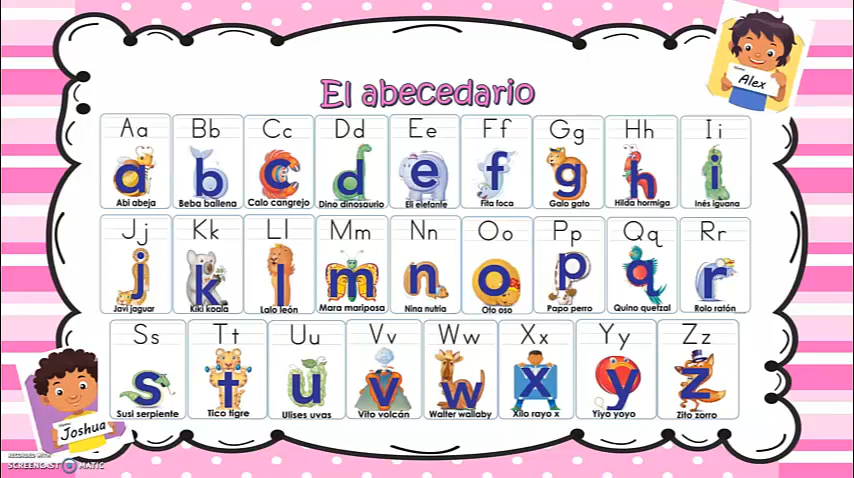 El abecedario
Alex
Aa Bb Cc Dd Ee Ff Gg Hh Ii
a b c d e f g h i
Abi abeja Beba ballena Calo cangrejo Dino dinosaurio Eli elefante Fita foca Galo gato Hilda hormiga Inés iguana
Jj Kk Ll Mm Nn Oo Pp Qq Rr
j k l m n o p q r
Javi jaguar Kiki koala Lalo león Mara mariposa Nina nutria Oto oso Papo perro Quino quetzal Rolo ratón
Ss Tt Uu Vv Ww Xx Yy Zz
s t u v w x y z
Susi serpiente Tico tigre Ulises uvas Vito volcán Walter wallaby Xilo rayo x Yiyo yoyo Zito zorro
Joshua
RECORDED WITH
SCREENCAST MATIC